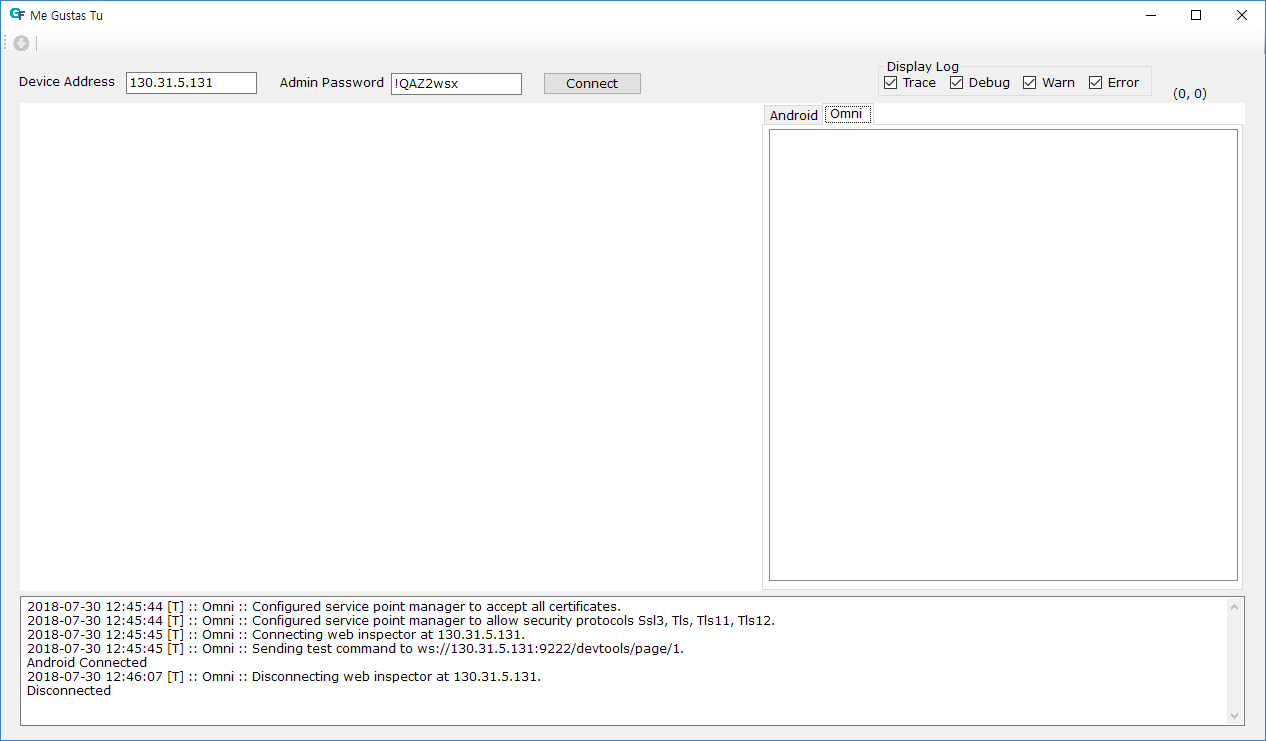 GF Me Gustas Tu
Device Address 130.31.5.131 Admin Password !QAZ2wsx Connect
Display Log
Trace Debug Warn Error
(0, 0)
Android Omni
2018-07-30 12:45:44 [T] :: Omni :: Configured service point manager to accept all certificates.
2018-07-30 12:45:44 [T] :: Omni :: Configured service point manager to allow security protocols Ssl3, Tls, Tls11, Tls12.
2018-07-30 12:45:45 [T] :: Omni :: Connecting web inspector at 130.31.5.131.
2018-07-30 12:45:45 [T] :: Omni :: Sending test command to ws://130.31.5.131:9222/devtools/page/1.
Android Connected
2018-07-30 12:46:07 [T] :: Omni :: Disconnecting web inspector at 130.31.5.131.
Disconnected